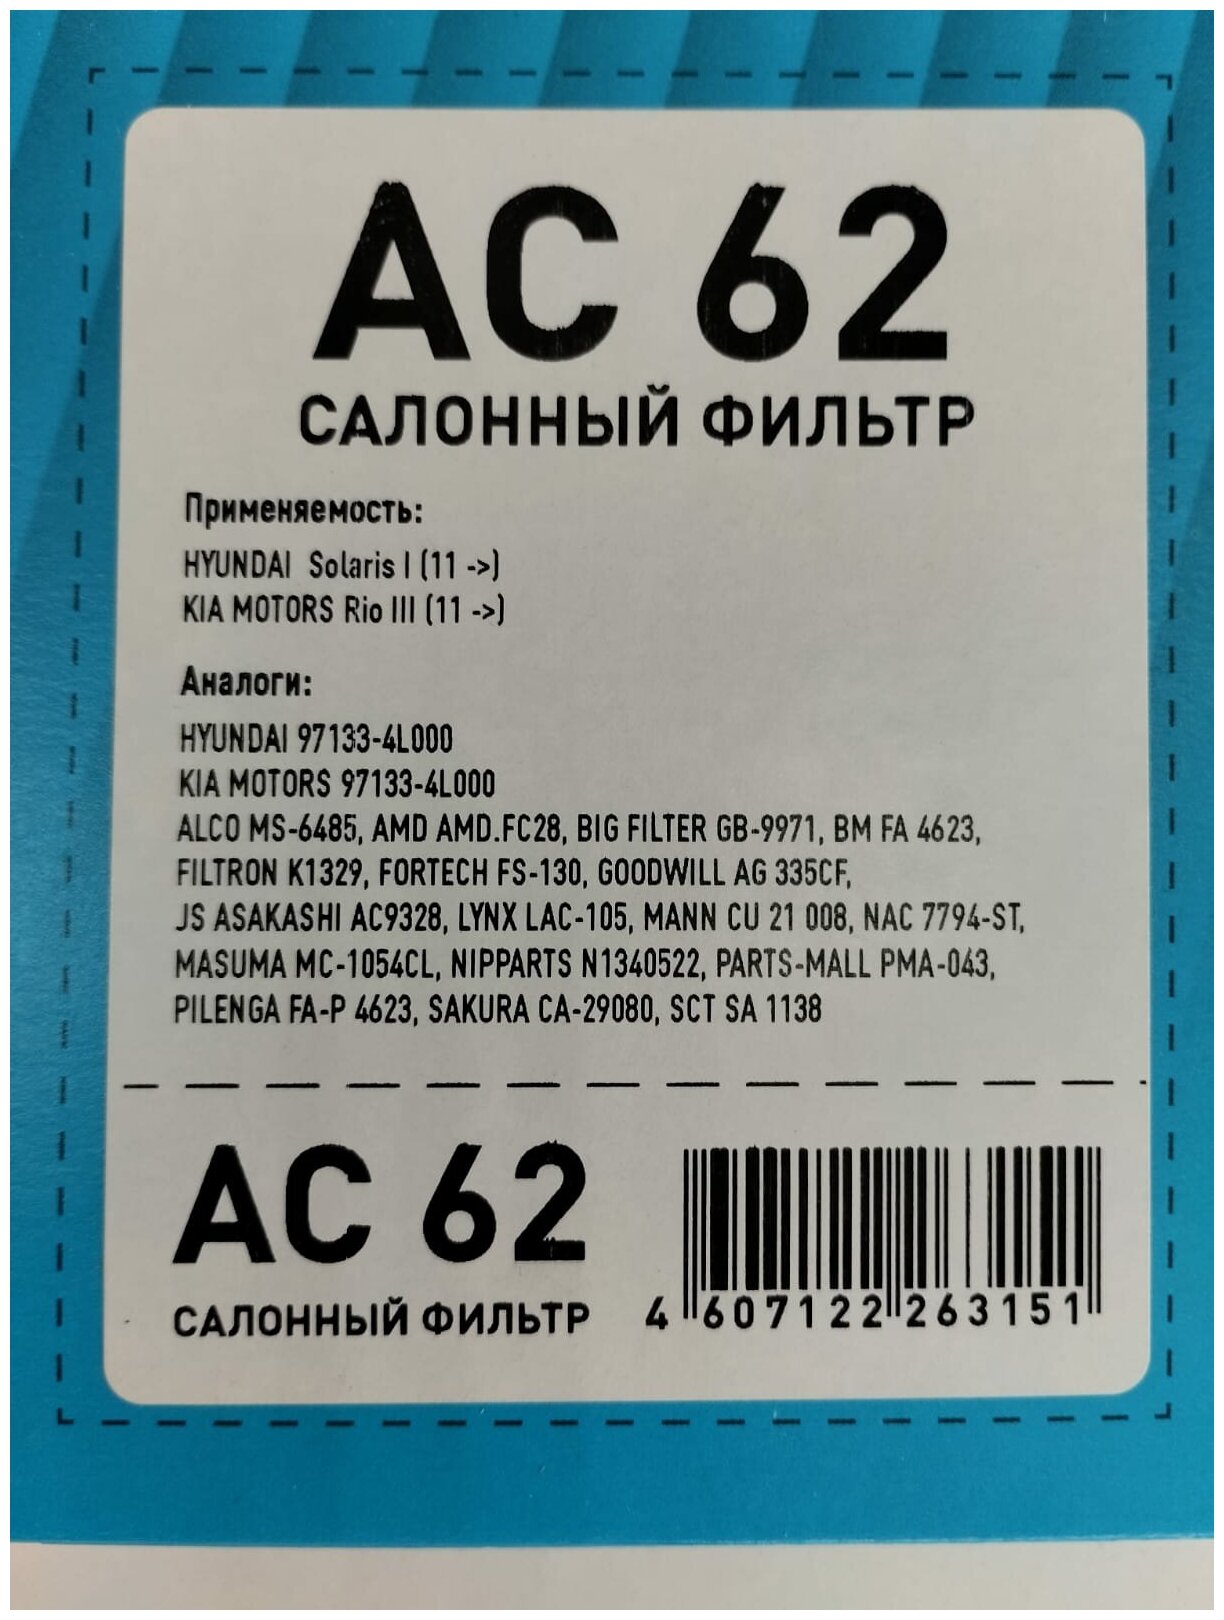 АС 62
САЛОННЫЙ ФИЛЬТР
Применяемость:
HYUNDAI Solaris I (11 ->)
KIA MOTORS Rio III (11 ->)
Аналоги:
HYUNDAI 97133-4L000
KIA MOTORS 97133-4L000
ALCO MS-6485, AMD AMD.FC28, BIG FILTER GB-9971, BM FA 4623,
FILTRON K1329, FORTECH FS-130, GOODWILL AG 335CF,
JS ASAKASHI AC9328, LYNX LAC-105, MANN CU 21 008, NAC 7794-ST,
MASUMA MC-1054CL, NIPPARTS N1340522, PARTS-MALL PMA-043,
PILENGA FA-P 4623, SAKURA CA-29080, SCT SA 1138
АС 62
САЛОННЫЙ ФИЛЬТР
4 607122 263151